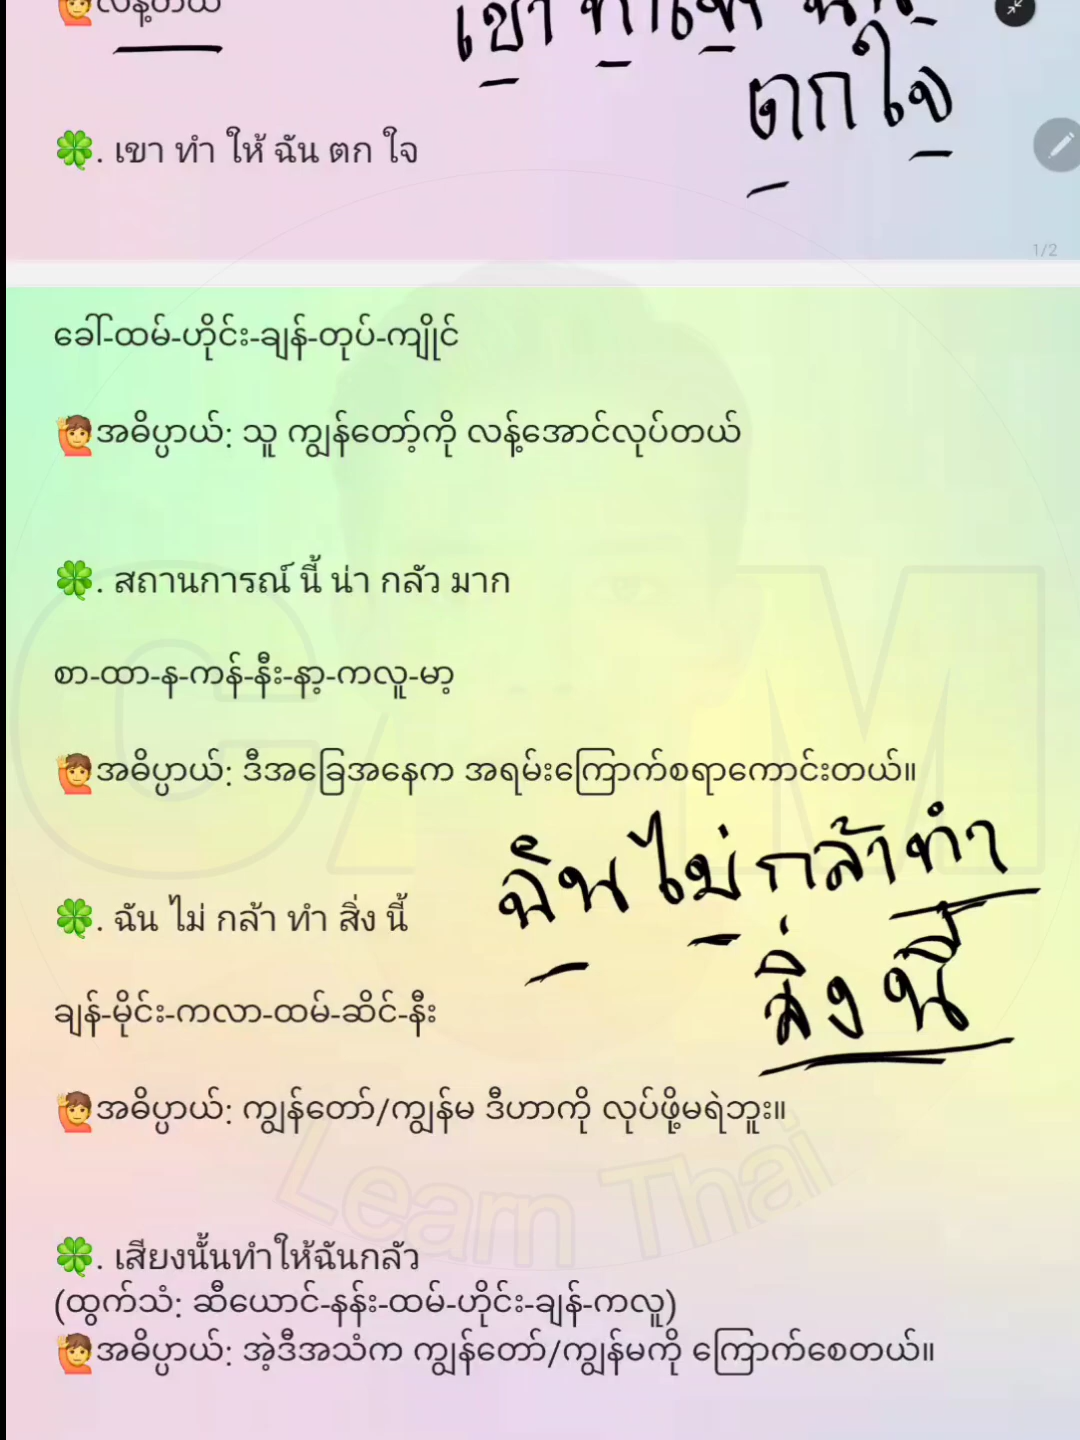 เขา ทำ ให้ ฉัน
ตกใจ
🍀. เขา ทำ ให้ ฉัน ตก ใจ
1/2
ခေါ်-ထမ်-ဟိုင်း-ချန်-တုပ်-ကျိုင်
🙋အဓိပ္ပာယ်: သူ ကျွန်တော့်ကို လန့်အောင်လုပ်တယ်
🍀. สถานการณ์ นี้ น่า กลัว มาก
စာ-ထာ-န-ကန်-နီး-နာ့-ကလူ-မာ့
🙋အဓိပ္ပာယ်: ဒီအခြေအနေက အရမ်းကြောက်စရာကောင်းတယ်။
ฉันไม่กล้าทำ
🍀. ฉัน ไม่ กล้า ทำ สิ่ง นี้
สิ่งนี้
ချန်-မိုင်း-ကလာ-ထမ်-ဆိင်-နီး
🙋အဓိပ္ပာယ်: ကျွန်တော်/ကျွန်မ ဒီဟာကို လုပ်ဖို့မရဲဘူး။
Learn Thai
🍀. เสียงนั้นทำให้ฉันกลัว
(ထွက်သံ: ဆီယောင်-နန်း-ထမ်-ဟိုင်း-ချန်-ကလူ)
🙋အဓိပ္ပာယ်: အဲ့ဒီအသံက ကျွန်တော်/ကျွန်မကို ကြောက်စေတယ်။